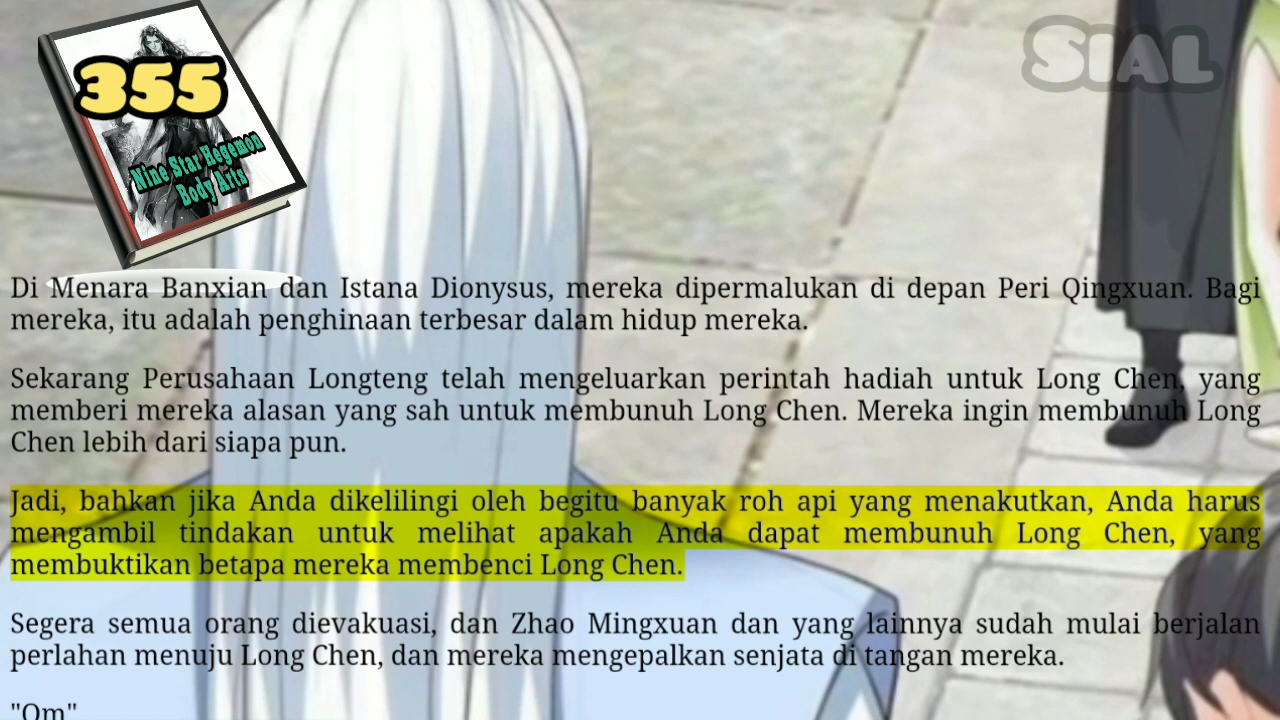 355
SIAL
Nine Star Hegemon
Body Arts
Di Menara Banxian dan Istana Dionysus, mereka dipermalukan di depan Peri Qingxuan. Bagi
mereka, itu adalah penghinaan terbesar dalam hidup mereka.
Sekarang Perusahaan Longteng telah mengeluarkan perintah hadiah untuk Long Chen, yang
memberi mereka alasan yang sah untuk membunuh Long Chen. Mereka ingin membunuh Long
Chen lebih dari siapa pun.
Jadi, bahkan jika Anda dikelilingi oleh begitu banyak roh api yang menakutkan, Anda harus
mengambil tindakan untuk melihat apakah Anda dapat membunuh Long Chen, yang
membuktikan betapa mereka membenci Long Chen.
Segera semua orang dievakuasi, dan Zhao Mingxuan dan yang lainnya sudah mulai berjalan
perlahan menuju Long Chen, dan mereka mengepalkan senjata di tangan mereka.
"Om"